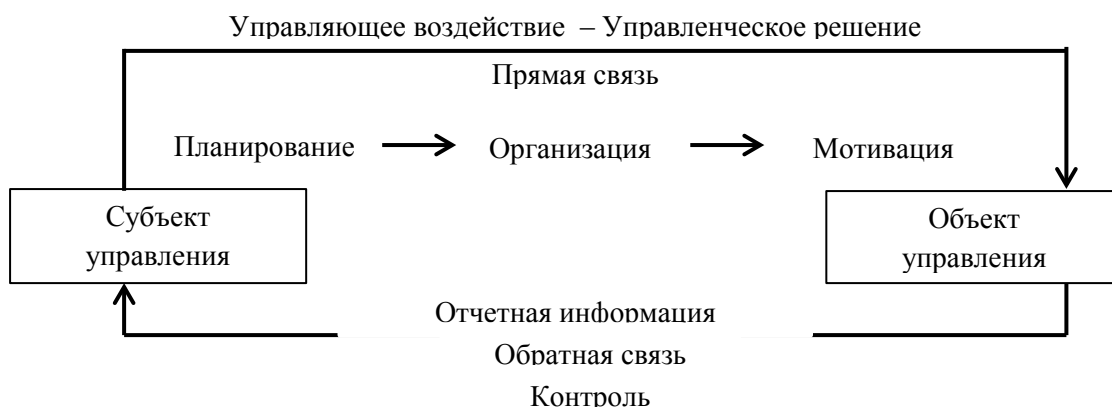 Управляющее воздействие – Управленческое решение
Прямая связь
Планирование
Организация
Мотивация
Субъект
управления
Объект
управления
Отчетная информация
Обратная связь
Контроль